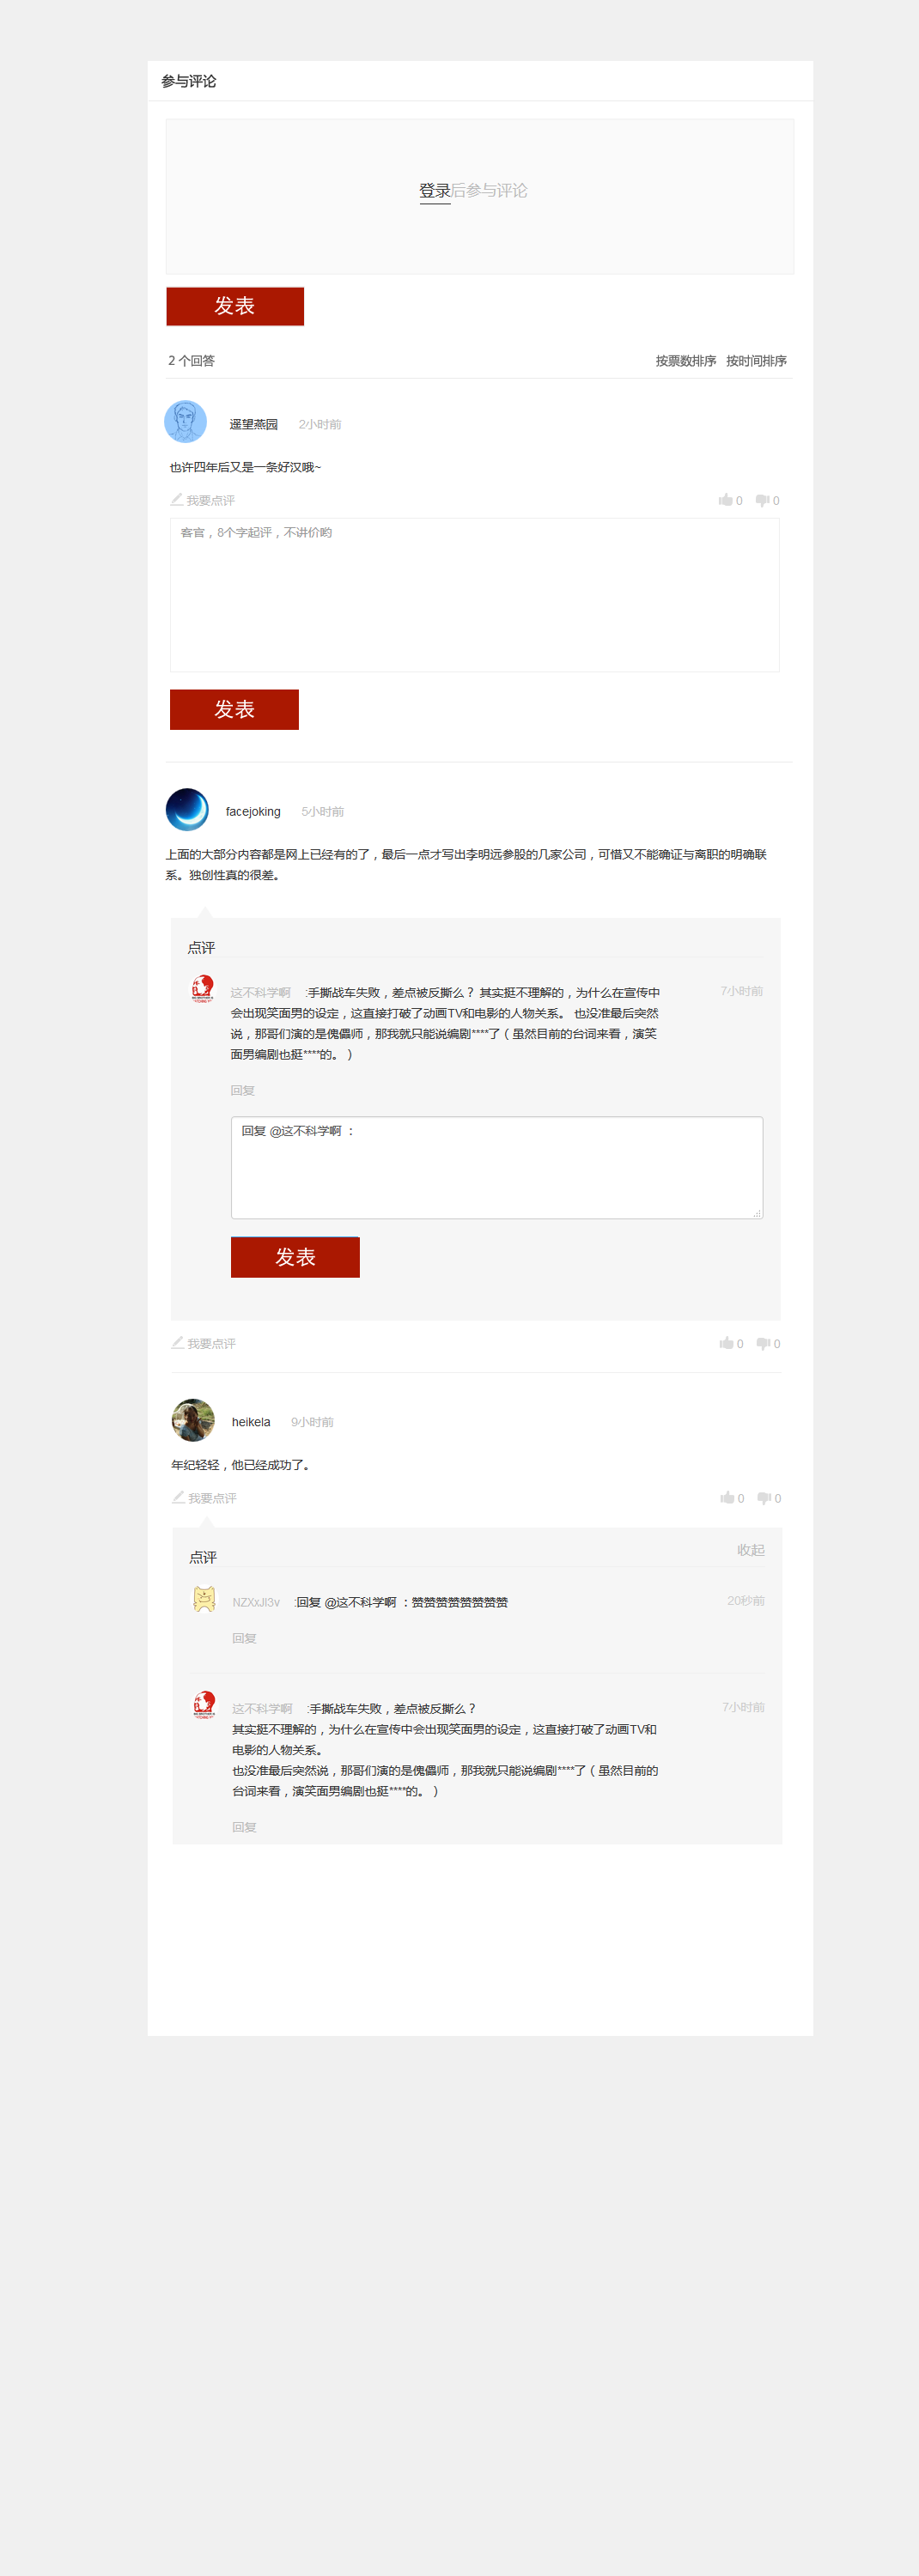 参与评论
登录后参与评论
发表
2 个回答 按票数排序 按时间排序
遥望燕园 2小时前
也许四年后又是一条好汉哦~
我要点评 0 0
客官，8个字起评，不讲价哟
发表
facejoking 5小时前
上面的大部分内容都是网上已经有的了，最后一点才写出李明远参股的几家公司，可惜又不能确证与离职的明确联
系。独创性真的很差。
点评
这不科学啊 :手撕战车失败，差点被反撕么？ 其实挺不理解的，为什么在宣传中 7小时前
会出现笑面男的设定，这直接打破了动画TV和电影的人物关系。 也没准最后突然
说，那哥们演的是傀儡师，那我就只能说编剧****了（虽然目前的台词来看，演笑
面男编剧也挺****的。）
回复
回复 @这不科学啊 ：
发表
我要点评 0 0
heikela 9小时前
年纪轻轻，他已经成功了。
我要点评 0 0
点评 收起
NZXxJI3v :回复 @这不科学啊 ：赞赞赞赞赞赞赞赞 20秒前
回复
这不科学啊 :手撕战车失败，差点被反撕么？ 7小时前
其实挺不理解的，为什么在宣传中会出现笑面男的设定，这直接打破了动画TV和
电影的人物关系。
也没准最后突然说，那哥们演的是傀儡师，那我就只能说编剧****了（虽然目前的
台词来看，演笑面男编剧也挺****的。）
回复